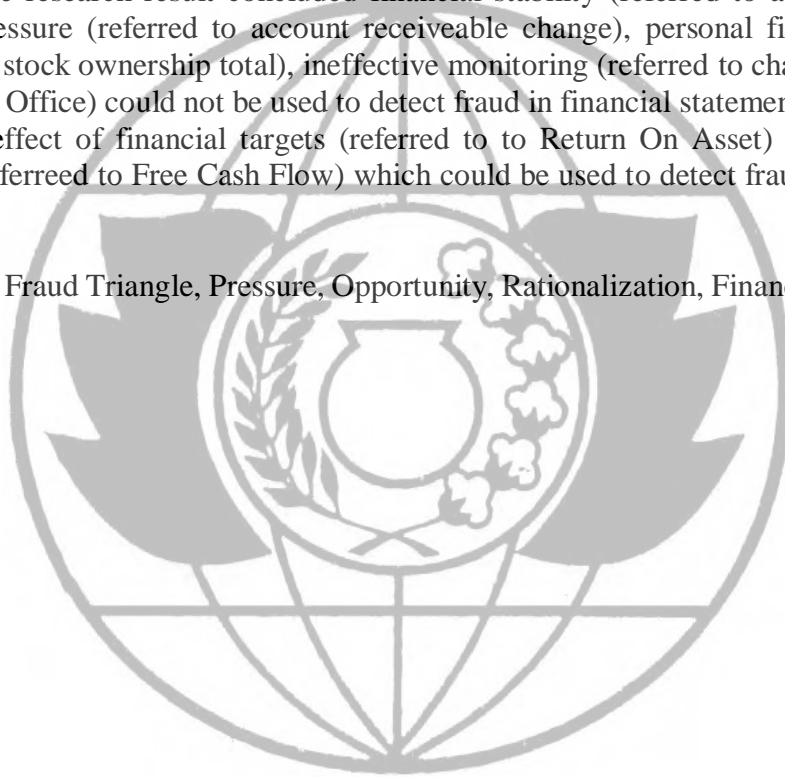 research result concluded financial stability (referred to a
essure (referred to account receiveable change), personal fi
stock ownership total), ineffective monitoring (referred to cha
Office) could not be used to detect fraud in financial statemen
effect of financial targets (referred to to Return On Asset)
ferreed to Free Cash Flow) which could be used to detect frau
Fraud Triangle, Pressure, Opportunity, Rationalization, Finan